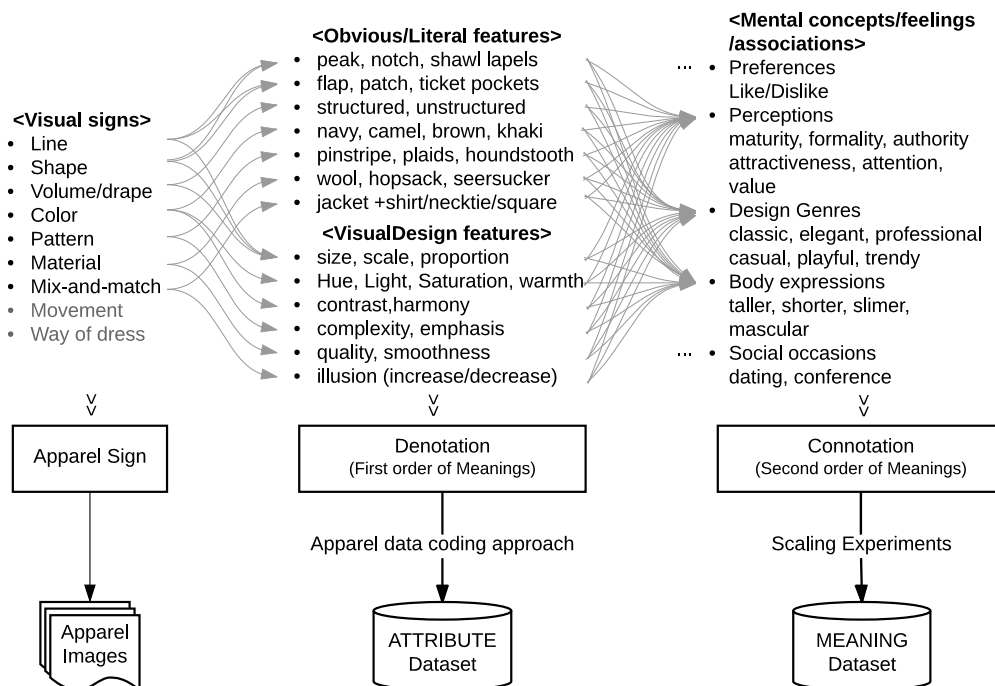 <Visual signs>
• Line
• Shape
• Volume/drape
• Color
• Pattern
• Material
• Mix-and-match
• Movement
• Way of dress
<Obvious/Literal features>
• peak, notch, shawl lapels
• flap, patch, ticket pockets
• structured, unstructured
• navy, camel, brown, khaki
• pinstripe, plaids, houndstooth
• wool, hopsack, seersucker
• jacket +shirt/necktie/square
<VisualDesign features>
• size, scale, proportion
• Hue, Light, Saturation, warmth
• contrast,harmony
• complexity, emphasis
• quality, smoothness
• illusion (increase/decrease)
<Mental concepts/feelings
/associations>
... • Preferences
Like/Dislike
• Perceptions
maturity, formality, authority
attractiveness, attention,
value
• Design Genres
classic, elegant, professional
casual, playful, trendy
• Body expressions
taller, shorter, slimer,
mascular
... • Social occasions
dating, conference
>>
>>
>>
Apparel Sign
Denotation
(First order of Meanings)
Connotation
(Second order of Meanings)
Apparel data coding approach
Scaling Experiments
Apparel
Images
ATTRIBUTE
Dataset
MEANING
Dataset